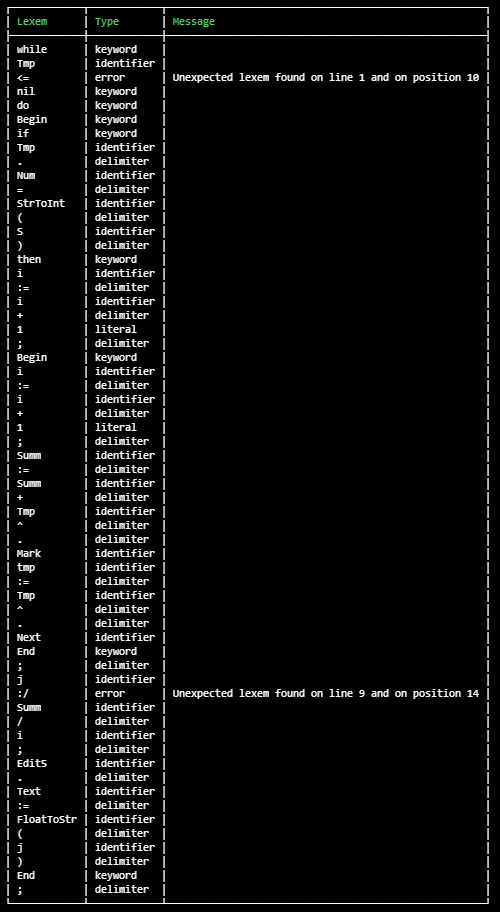 Lexem Type Message
while keyword
Tmp identifier
<= error Unexpected lexem found on line 1 and on position 10
nil keyword
do keyword
Begin keyword
if keyword
Tmp identifier
. delimiter
Num identifier
= delimiter
StrToInt identifier
( delimiter
S identifier
) delimiter
then keyword
i identifier
:= delimiter
i identifier
+ delimiter
1 literal
; delimiter
Begin keyword
i identifier
:= delimiter
i identifier
+ delimiter
1 literal
; delimiter
Summ identifier
:= delimiter
Summ identifier
+ delimiter
Tmp identifier
^ delimiter
. delimiter
Mark identifier
tmp identifier
:= delimiter
Tmp identifier
^ delimiter
. delimiter
Next identifier
End keyword
; delimiter
j identifier
:/ error Unexpected lexem found on line 9 and on position 14
Summ identifier
/ delimiter
i identifier
; delimiter
Edit5 identifier
. delimiter
Text identifier
:= delimiter
FloatToStr identifier
( delimiter
j identifier
) delimiter
End keyword
; delimiter